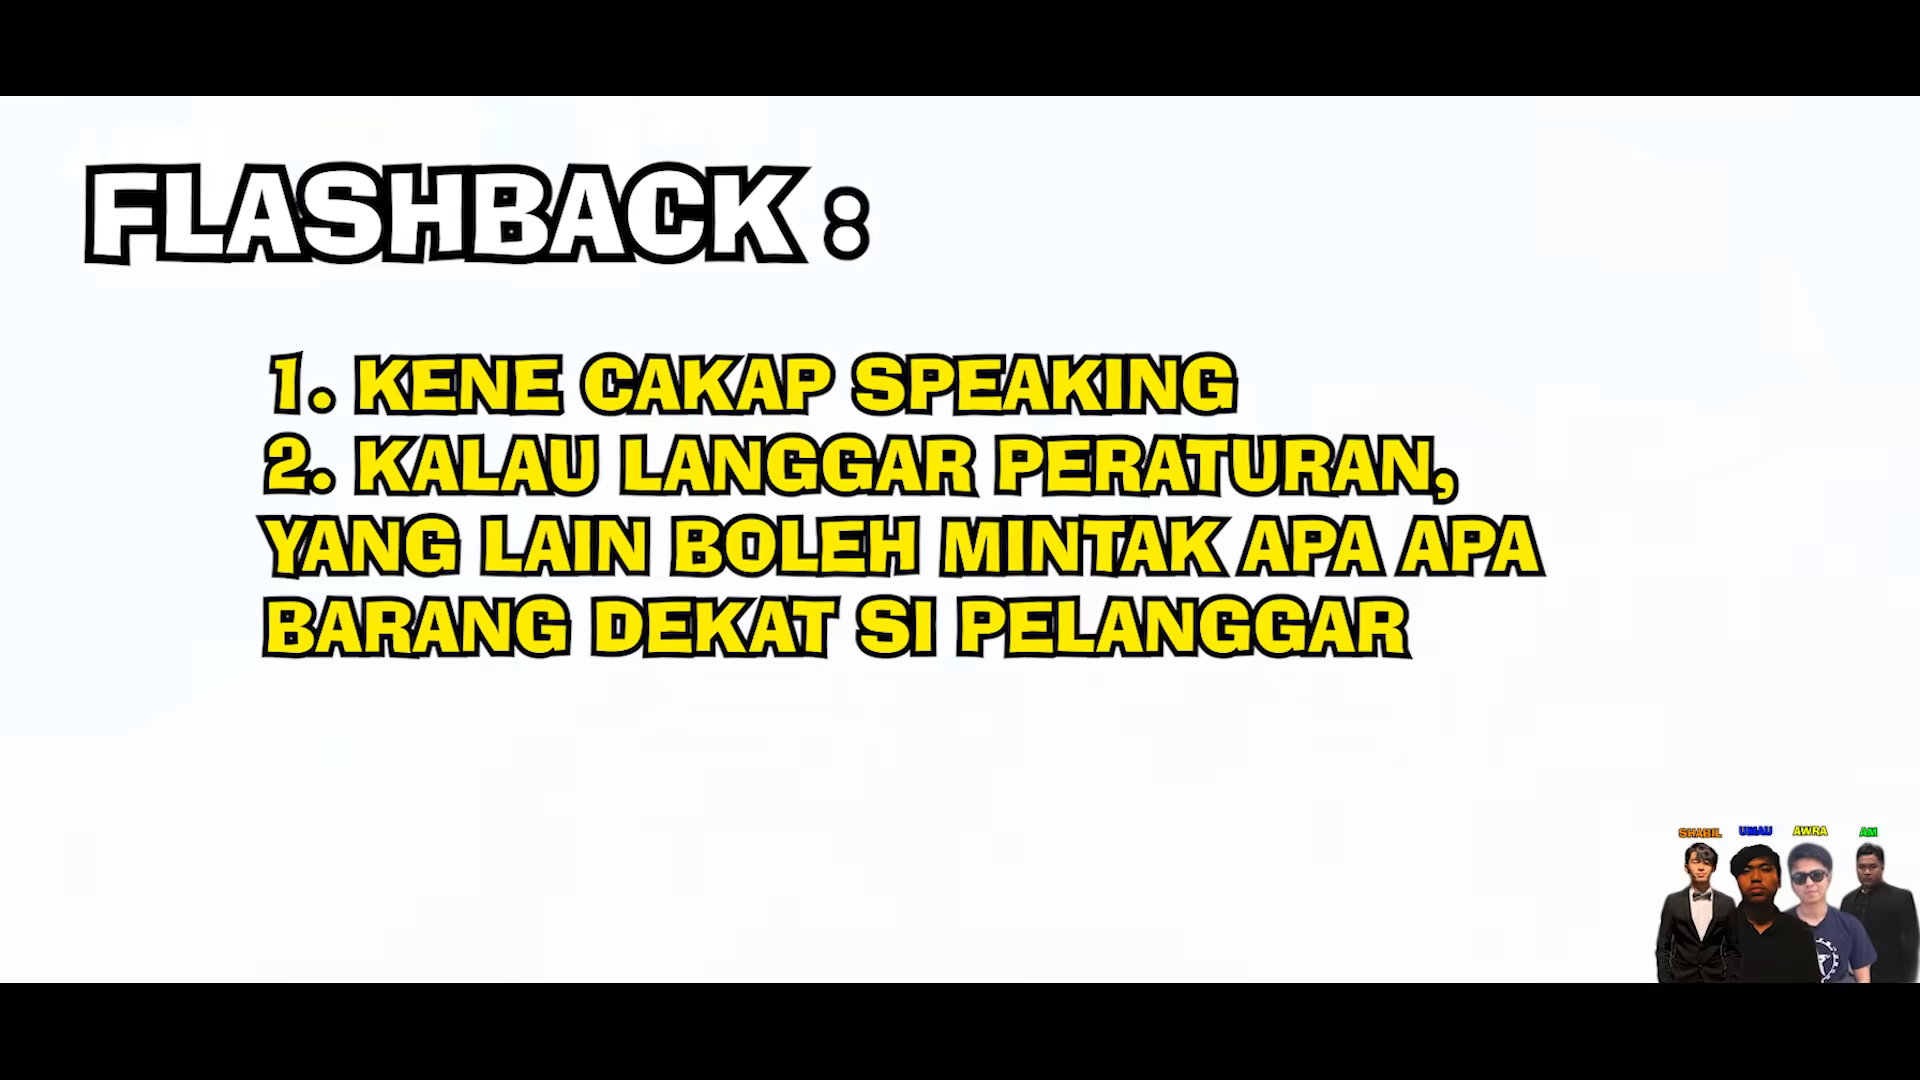 FLASHBACK :
1. KENE CAKAP SPEAKING
2. KALAU LANGGAR PERATURAN,
YANG LAIN BOLEH MINTAK APA APA
BARANG DEKAT SI PELANGGAR
SHABIL UMAU AWRA AM